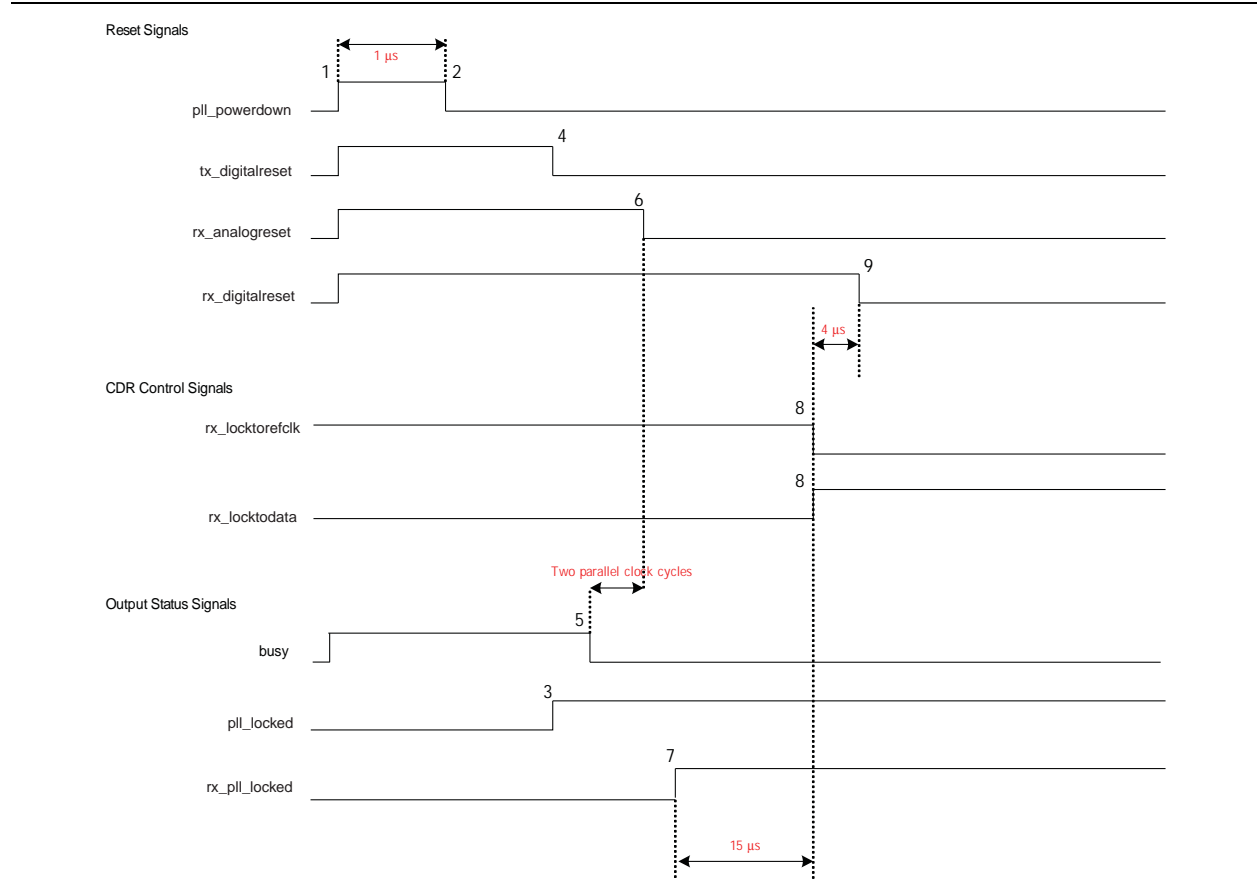 Reset Signals
1 µs
1 2
pll_powerdown
4
tx_digitalreset
6
rx_analogreset
9
rx_digitalreset
4 µs
CDR Control Signals
8
rx_locktorefclk
8
rx_locktodata
Two parallel clock cycles
Output Status Signals
5
busy
3
pll_locked
7
rx_pll_locked
15 µs